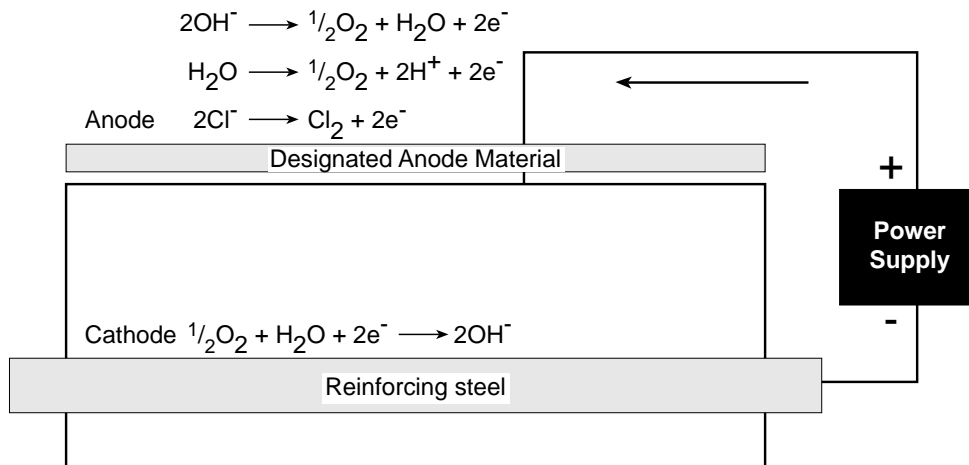 2OH⁻ ⟶ ¹/₂O₂ + H₂O + 2e⁻
H₂O ⟶ ¹/₂O₂ + 2H⁺ + 2e⁻
Anode 2Cl⁻ ⟶ Cl₂ + 2e⁻
Designated Anode Material
+
Power
Supply
-
Cathode ¹/₂O₂ + H₂O + 2e⁻ ⟶ 2OH⁻
Reinforcing steel